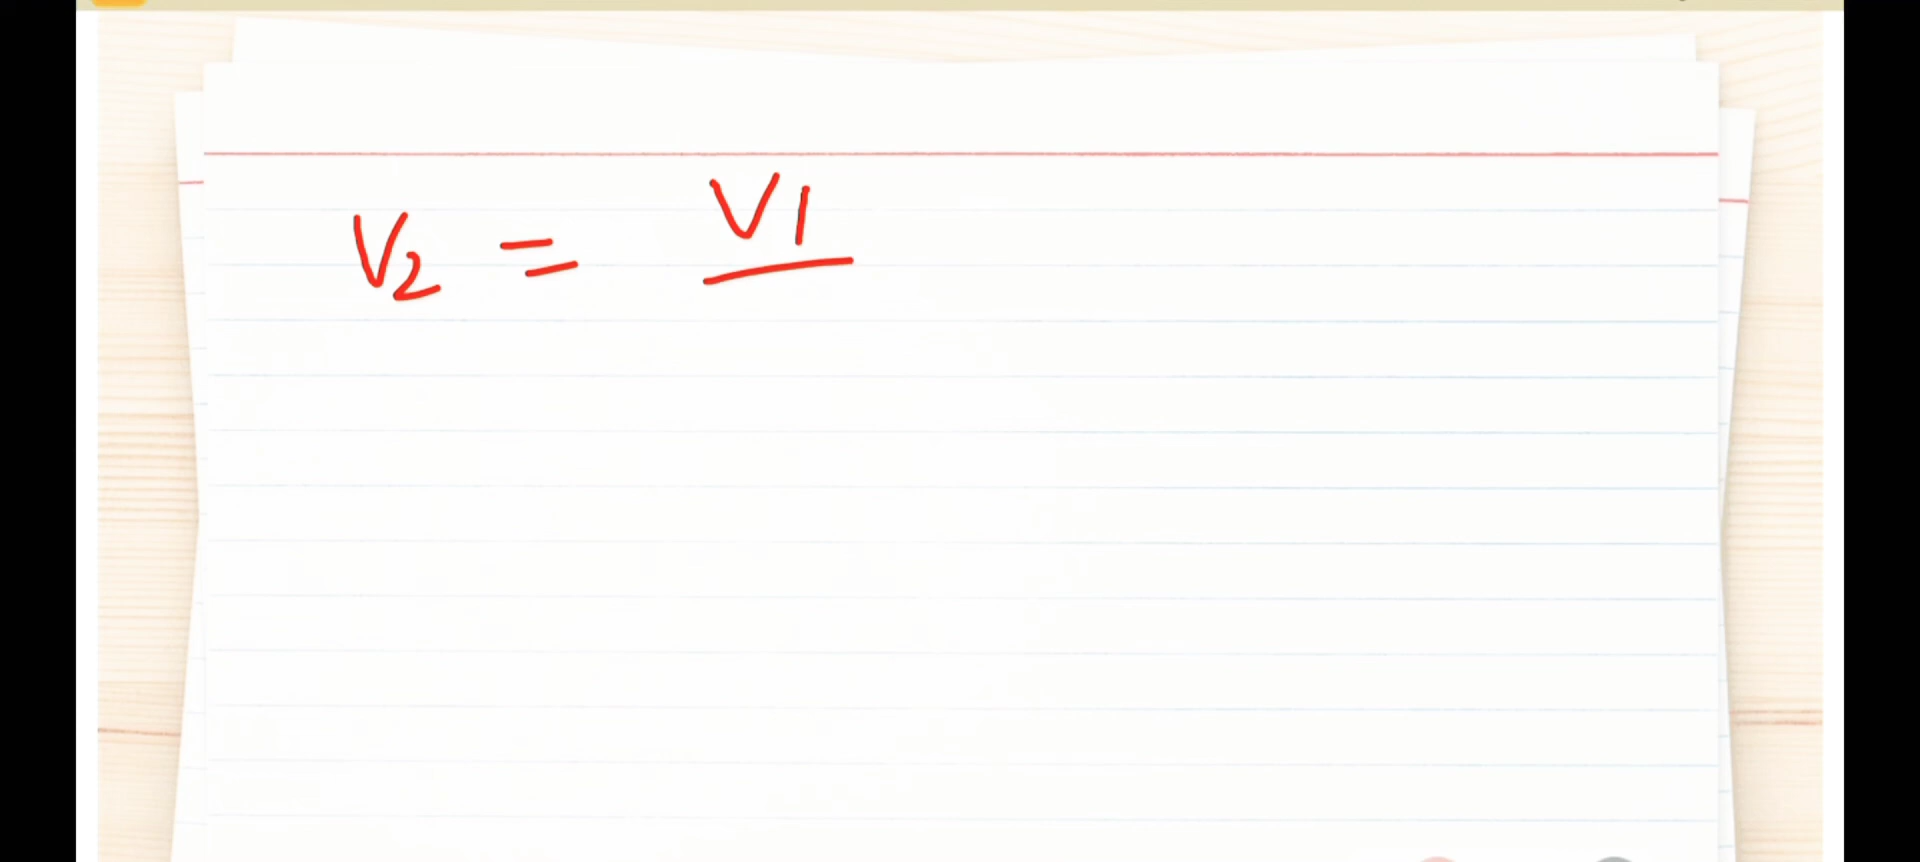 V₂ = V1/